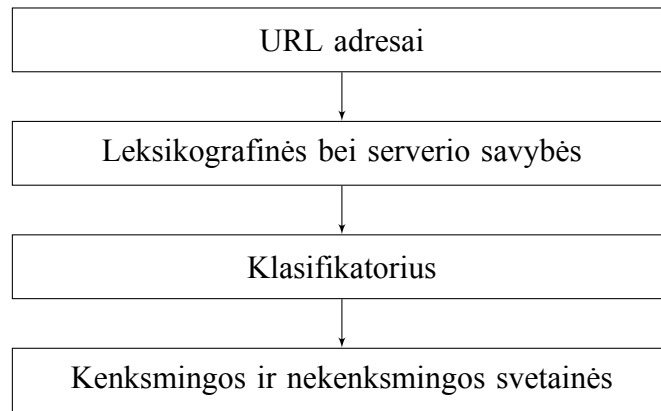 URL adresai
Leksikografinės bei serverio savybės
Klasifikatorius
Kenksmingos ir nekenksmingos svetainės